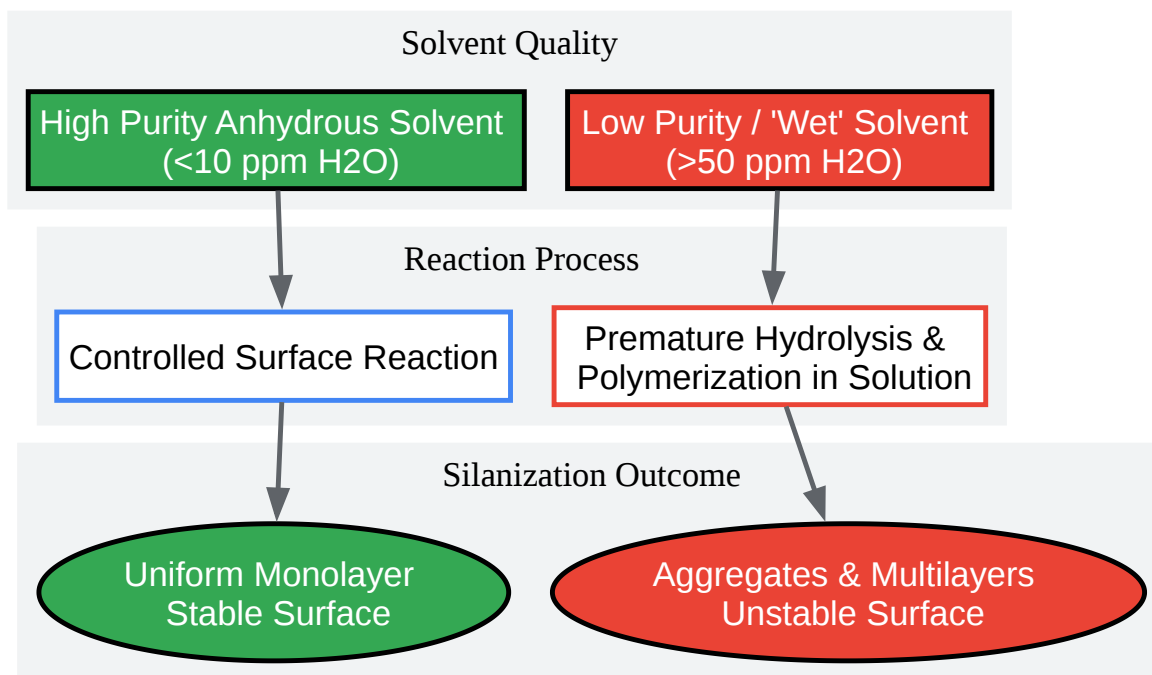 Solvent Quality
High Purity Anhydrous Solvent
(<10 ppm H2O)
Low Purity / 'Wet' Solvent
(>50 ppm H2O)
Reaction Process
Controlled Surface Reaction
Premature Hydrolysis &
Polymerization in Solution
Silanization Outcome
Uniform Monolayer
Stable Surface
Aggregates & Multilayers
Unstable Surface